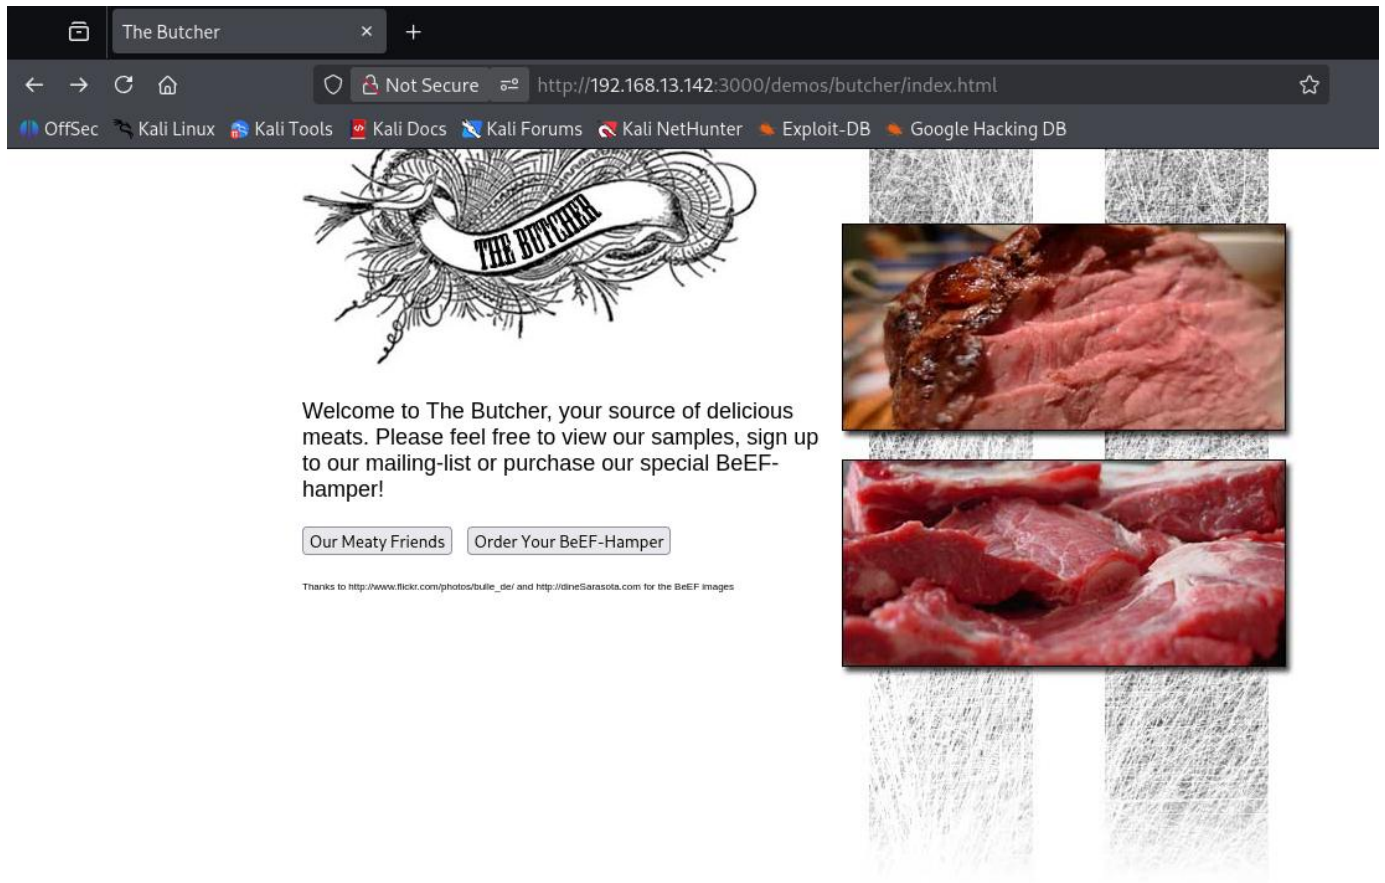 The Butcher
Not Secure
http://192.168.13.142:3000/demos/butcher/index.html
OffSec Kali Linux Kali Tools Kali Docs Kali Forums Kali NetHunter Exploit-DB Google Hacking DB
THE BUTCHER
Welcome to The Butcher, your source of delicious
meats. Please feel free to view our samples, sign up
to our mailing-list or purchase our special BeEF-
hamper!
Our Meaty Friends Order Your BeEF-Hamper
Thanks to http://www.flickr.com/photos/bulle_de/ and http://dineSarasota.com for the BeEF images